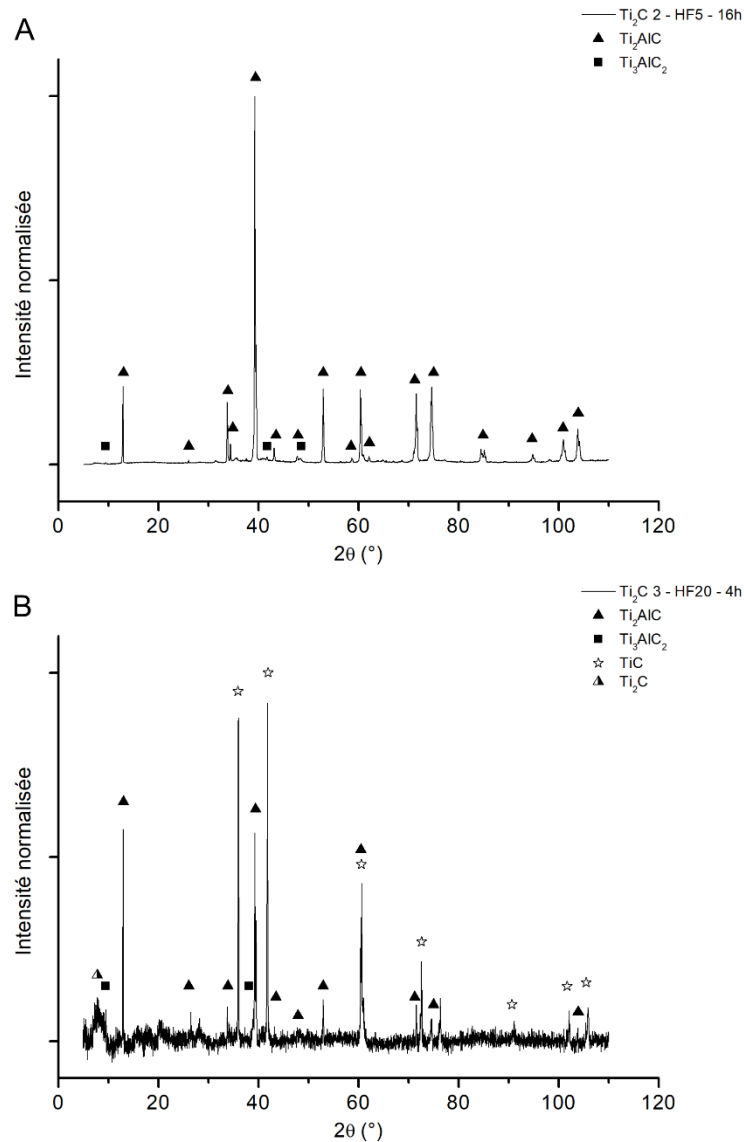 A
Ti₂C 2 - HF5 - 16h
Ti₂AlC
Ti₃AlC₂
Intensité normalisée
0 20 40 60 80 100 120
2θ (°)
B
Ti₂C 3 - HF20 - 4h
Ti₂AlC
Ti₃AlC₂
TiC
Ti₂C
Intensité normalisée
0 20 40 60 80 100 120
2θ (°)